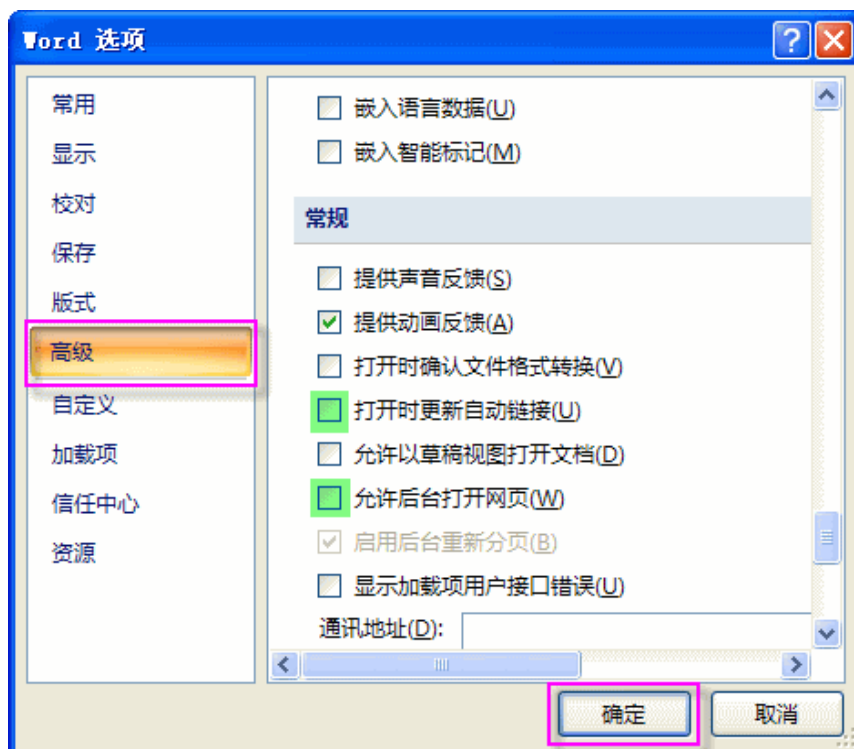 Word 选项
常用
显示
校对
保存
版式
高级
自定义
加载项
信任中心
资源
嵌入语言数据(U)
嵌入智能标记(M)
常规
提供声音反馈(S)
提供动画反馈(A)
打开时确认文件格式转换(V)
打开时更新自动链接(U)
允许以草稿视图打开文档(D)
允许后台打开网页(W)
启用后台重新分页(B)
显示加载项用户接口错误(U)
通讯地址(D):
确定
取消